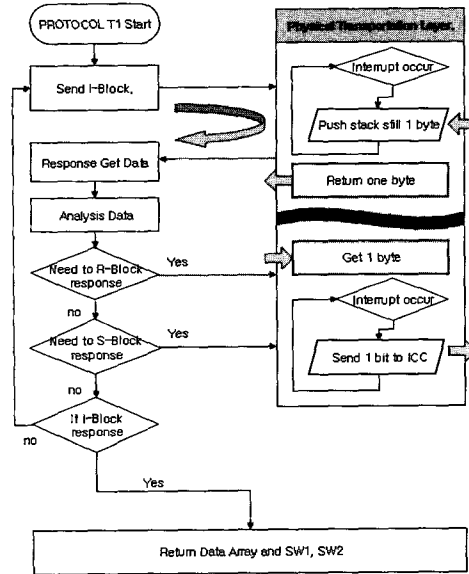 PROTOCOL T1 Start
Send I-Block,
Response Get Data
Analysis Data
Need to R-Block
response
Yes
no
Need to S-Block
response
Yes
no
If I-Block
response
no
Yes
Return Data Array and SW1, SW2
Physical Transportation Layer,
Interrupt occur
Push stack still 1 byte
Return one byte
Get 1 byte
Interrupt occur
Send 1 bit to ICC